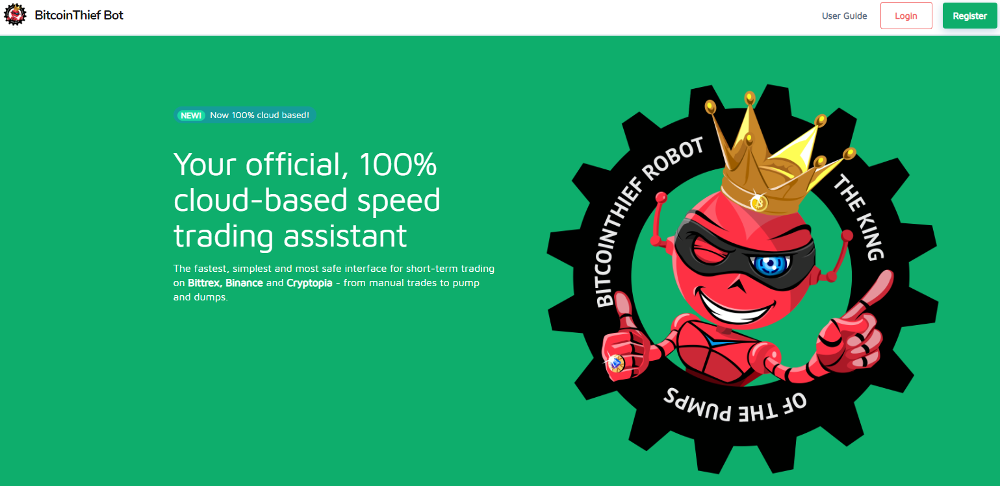 BitcoinThief Bot
User Guide
Login
Register
NEW! Now 100% cloud based!
Your official, 100%
cloud-based speed
trading assistant
The fastest, simplest and most safe interface for short-term trading
on Bittrex, Binance and Cryptopia - from manual trades to pump
and dumps.
BITCOINTHIEF ROBOT
THE KING
OF THE PUMPS